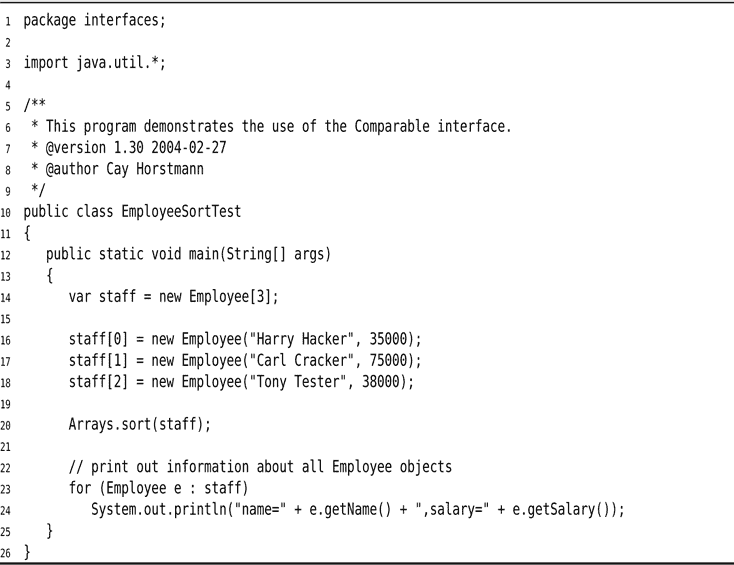 1 package interfaces;
2
3 import java.util.*;
4
5 /**
6  * This program demonstrates the use of the Comparable interface.
7  * @version 1.30 2004-02-27
8  * @author Cay Horstmann
9  */
10 public class EmployeeSortTest
11 {
12    public static void main(String[] args)
13    {
14       var staff = new Employee[3];
15
16       staff[0] = new Employee("Harry Hacker", 35000);
17       staff[1] = new Employee("Carl Cracker", 75000);
18       staff[2] = new Employee("Tony Tester", 38000);
19
20       Arrays.sort(staff);
21
22       // print out information about all Employee objects
23       for (Employee e : staff)
24          System.out.println("name=" + e.getName() + ",salary=" + e.getSalary());
25    }
26 }